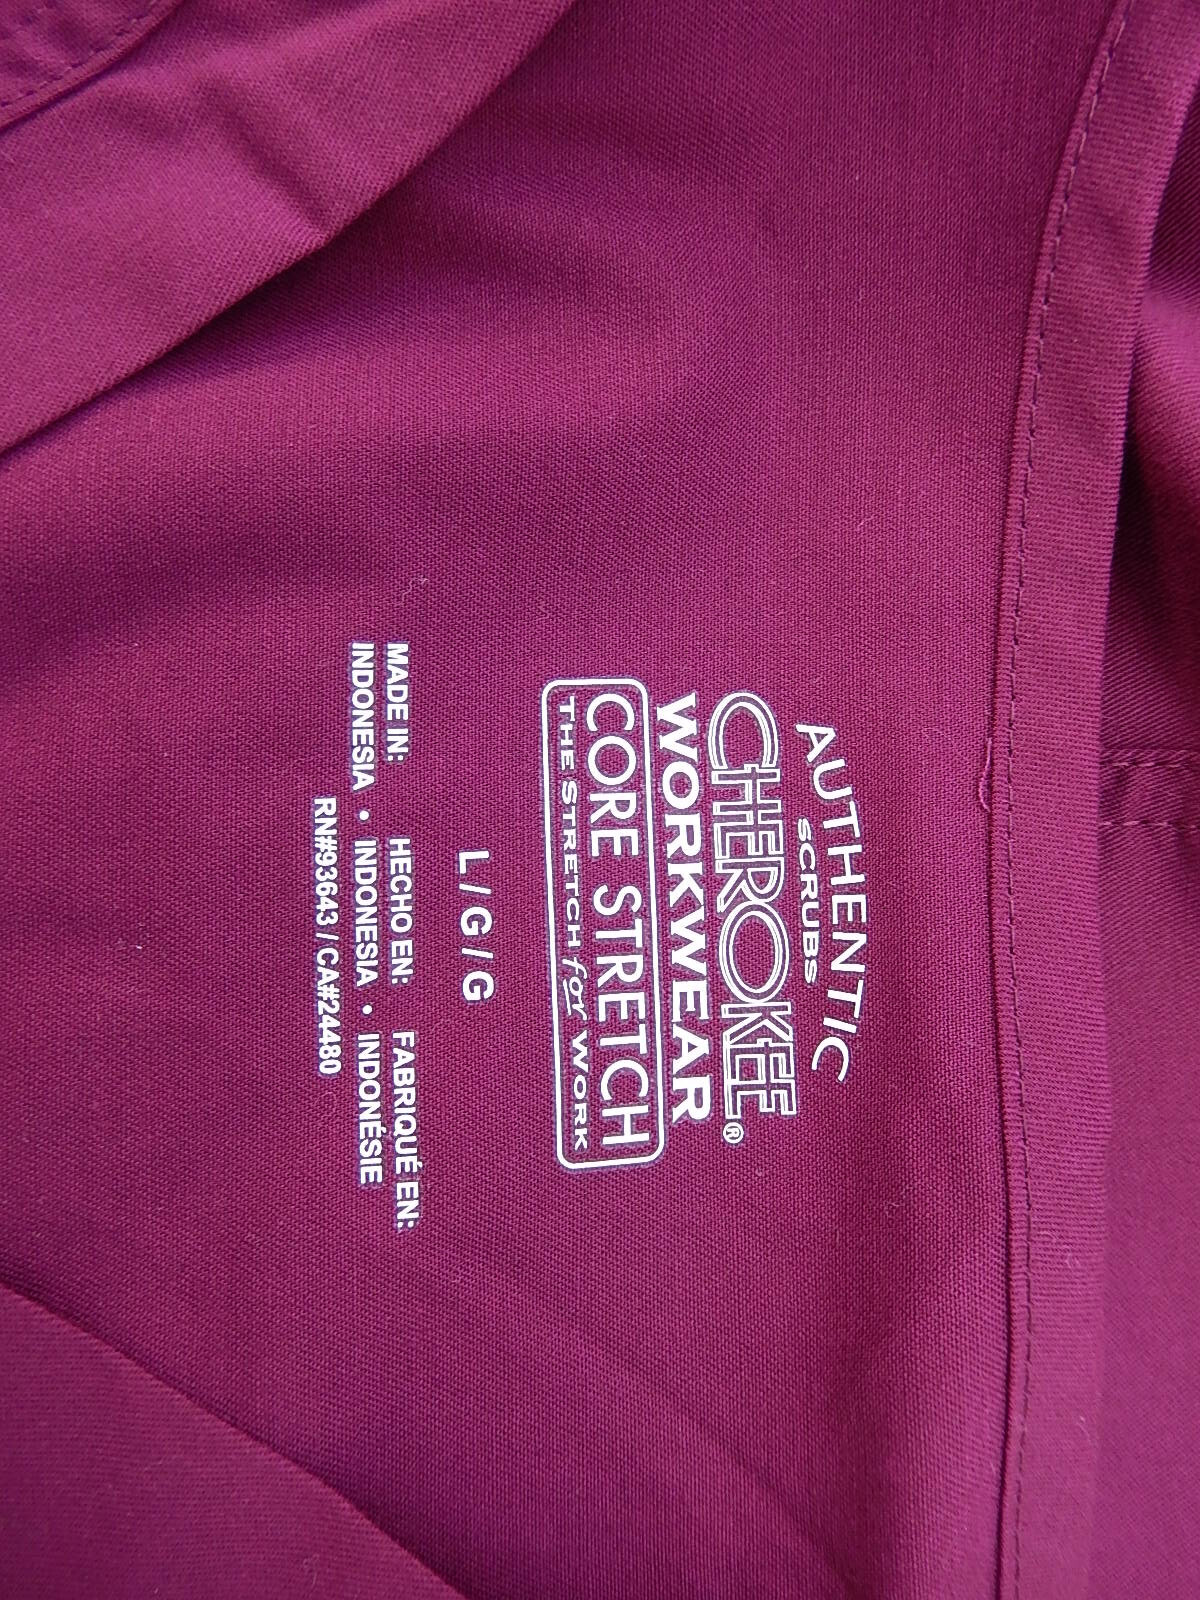 AUTHENTIC
SCRUBS
CHEROKEE®
WORKWEAR
CORE STRETCH
THE STRETCH for WORK
L / G / G
MADE IN: HECHO EN: FABRIQUÉ EN:
INDONESIA • INDONESIA • INDONÉSIE
RN#93643 / CA#24480